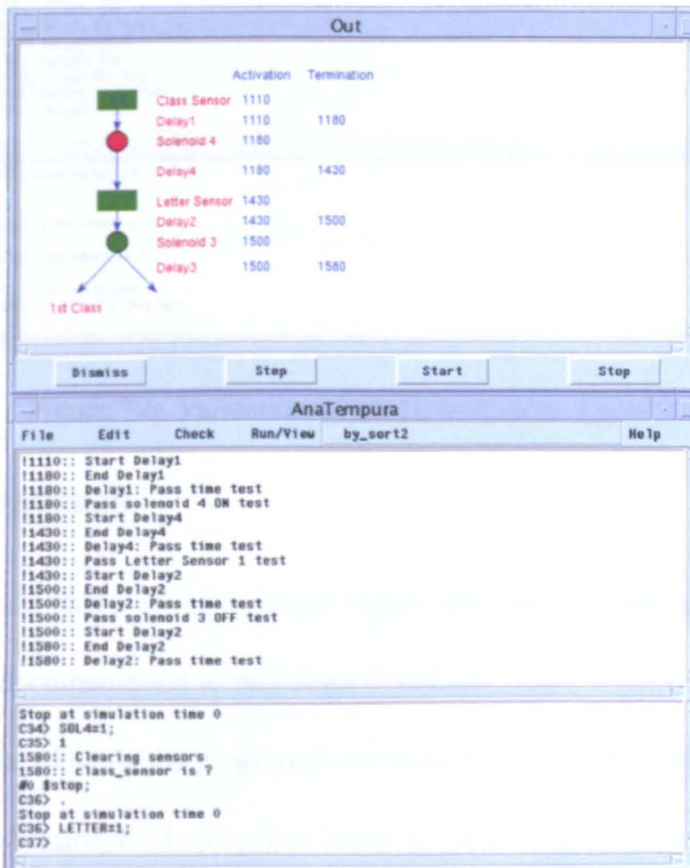 Out
Activation Termination
Class Sensor 1110
Delay1 1110 1180
Solenoid 4 1180
Delay4 1180 1430
Letter Sensor 1430
Delay2 1430 1500
Solenoid 3 1500
Delay3 1500 1580
1st Class
Dismiss Step Start Stop
AnaTempura
File Edit Check Run/View by_sort2 Help
!1110:: Start Delay1
!1180:: End Delay1
!1180:: Delay1: Pass time test
!1180:: Pass solenoid 4 ON test
!1180:: Start Delay4
!1430:: End Delay4
!1430:: Delay4: Pass time test
!1430:: Pass Letter Sensor 1 test
!1430:: Start Delay2
!1500:: End Delay2
!1500:: Delay2: Pass time test
!1500:: Pass solenoid 3 OFF test
!1500:: Start Delay2
!1580:: End Delay2
!1580:: Delay2: Pass time test
Stop at simulation time 0
C34> SOL4=1;
C35> 1
1580:: Clearing sensors
1580:: class_sensor is ?
#0 $stop;
C36> .
Stop at simulation time 0
C36> LETTER=1;
C37>